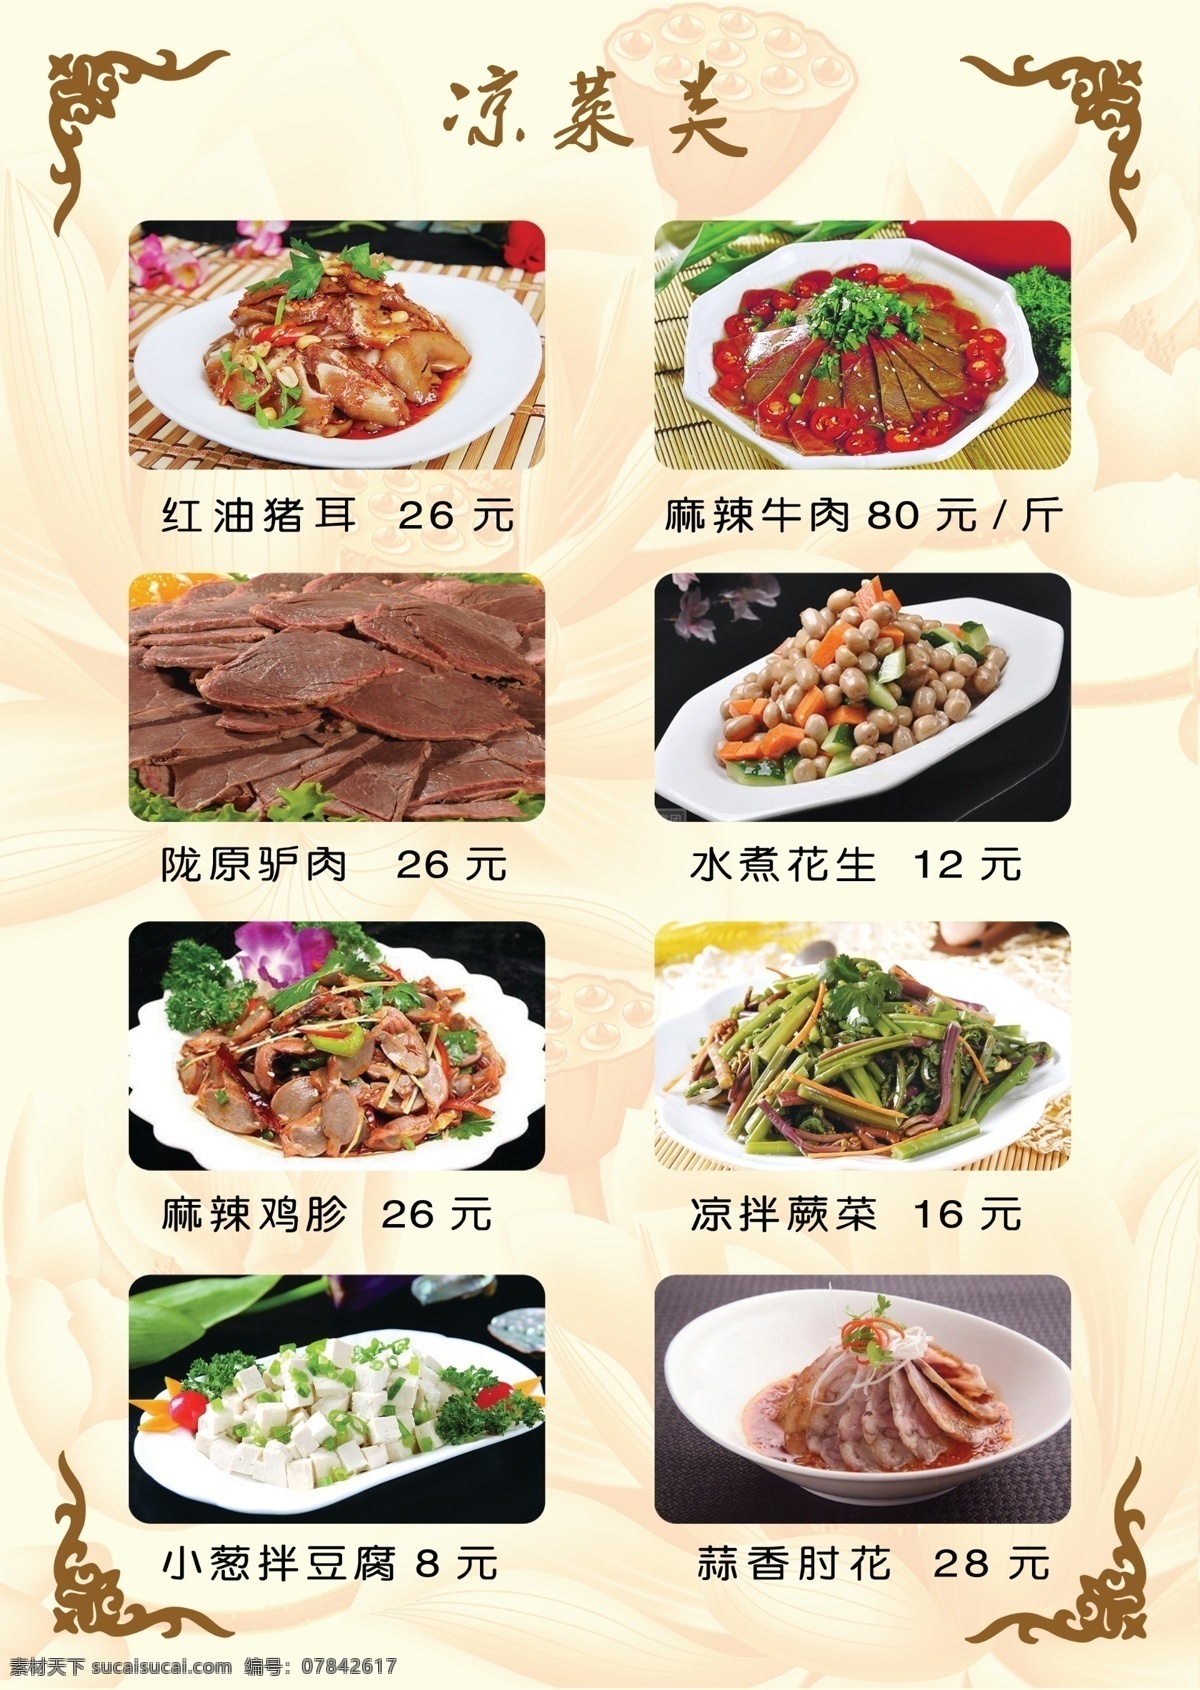 凉菜类
红油猪耳 26元
麻辣牛肉80元/斤
陇原驴肉 26元
水煮花生 12元
麻辣鸡胗 26元
凉拌蕨菜 16元
小葱拌豆腐8元
蒜香肘花 28元
素材天下 sucaisucai.com 编号：07842617